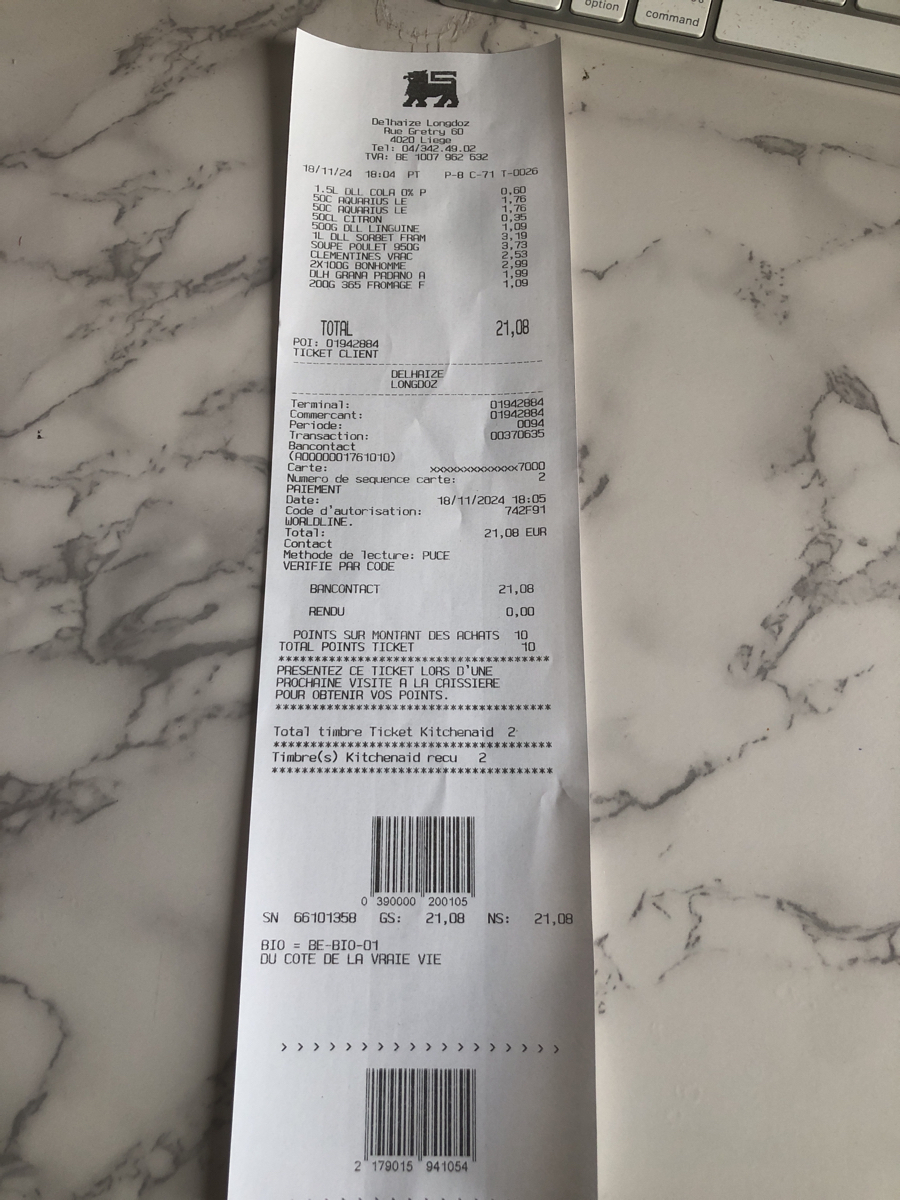 option
command
Delhaize Longdoz
Rue Gretry 60
4020 Liege
Tel: 04/342.49.02
TVA: BE 1007 962 632
18/11/24 18:04 PT P-8 C-71 T-0026
1.5L DLL COLA 0% P 0,60
50C AQUARIUS LE 1,76
50C AQUARIUS LE 1,76
50CL CITRON 0,35
500G DLL LINGUINE 1,09
1L DLL SORBET FRAM 3,19
SOUPE POULET 950G 3,73
CLEMENTINES VRAC 2,53
2X100G BONHOMME 2,99
DLH GRANA PADANO A 1,99
200G 365 FROMAGE F 1,09
TOTAL 21,08
POI: 01942884
TICKET CLIENT
DELHAIZE
LONGDOZ
Terminal: 01942884
Commercant: 01942884
Periode: 0094
Transaction: 00370635
Bancontact
(A0000001761010)
Carte: xxxxxxxxxxxxx7000
Numero de sequence carte: 2
PAIEMENT
Date: 18/11/2024 18:05
Code d'autorisation: 742F91
WORLDLINE.
Total: 21,08 EUR
Contact
Methode de lecture: PUCE
VERIFIE PAR CODE
BANCONTACT 21,08
RENDU 0,00
POINTS SUR MONTANT DES ACHATS 10
TOTAL POINTS TICKET 10
*******************************
PRESENTEZ CE TICKET LORS D'UNE
PROCHAINE VISITE A LA CAISSIERE
POUR OBTENIR VOS POINTS.
*******************************
Total timbre Ticket Kitchenaid 2
*******************************
Timbre(s) Kitchenaid recu 2
*******************************
0 390000 200105
SN 66101358 GS: 21,08 NS: 21,08
BIO = BE-BIO-01
DU COTE DE LA VRAIE VIE
> > > > > > > > > > > > > > > > > >
2 179015 941054